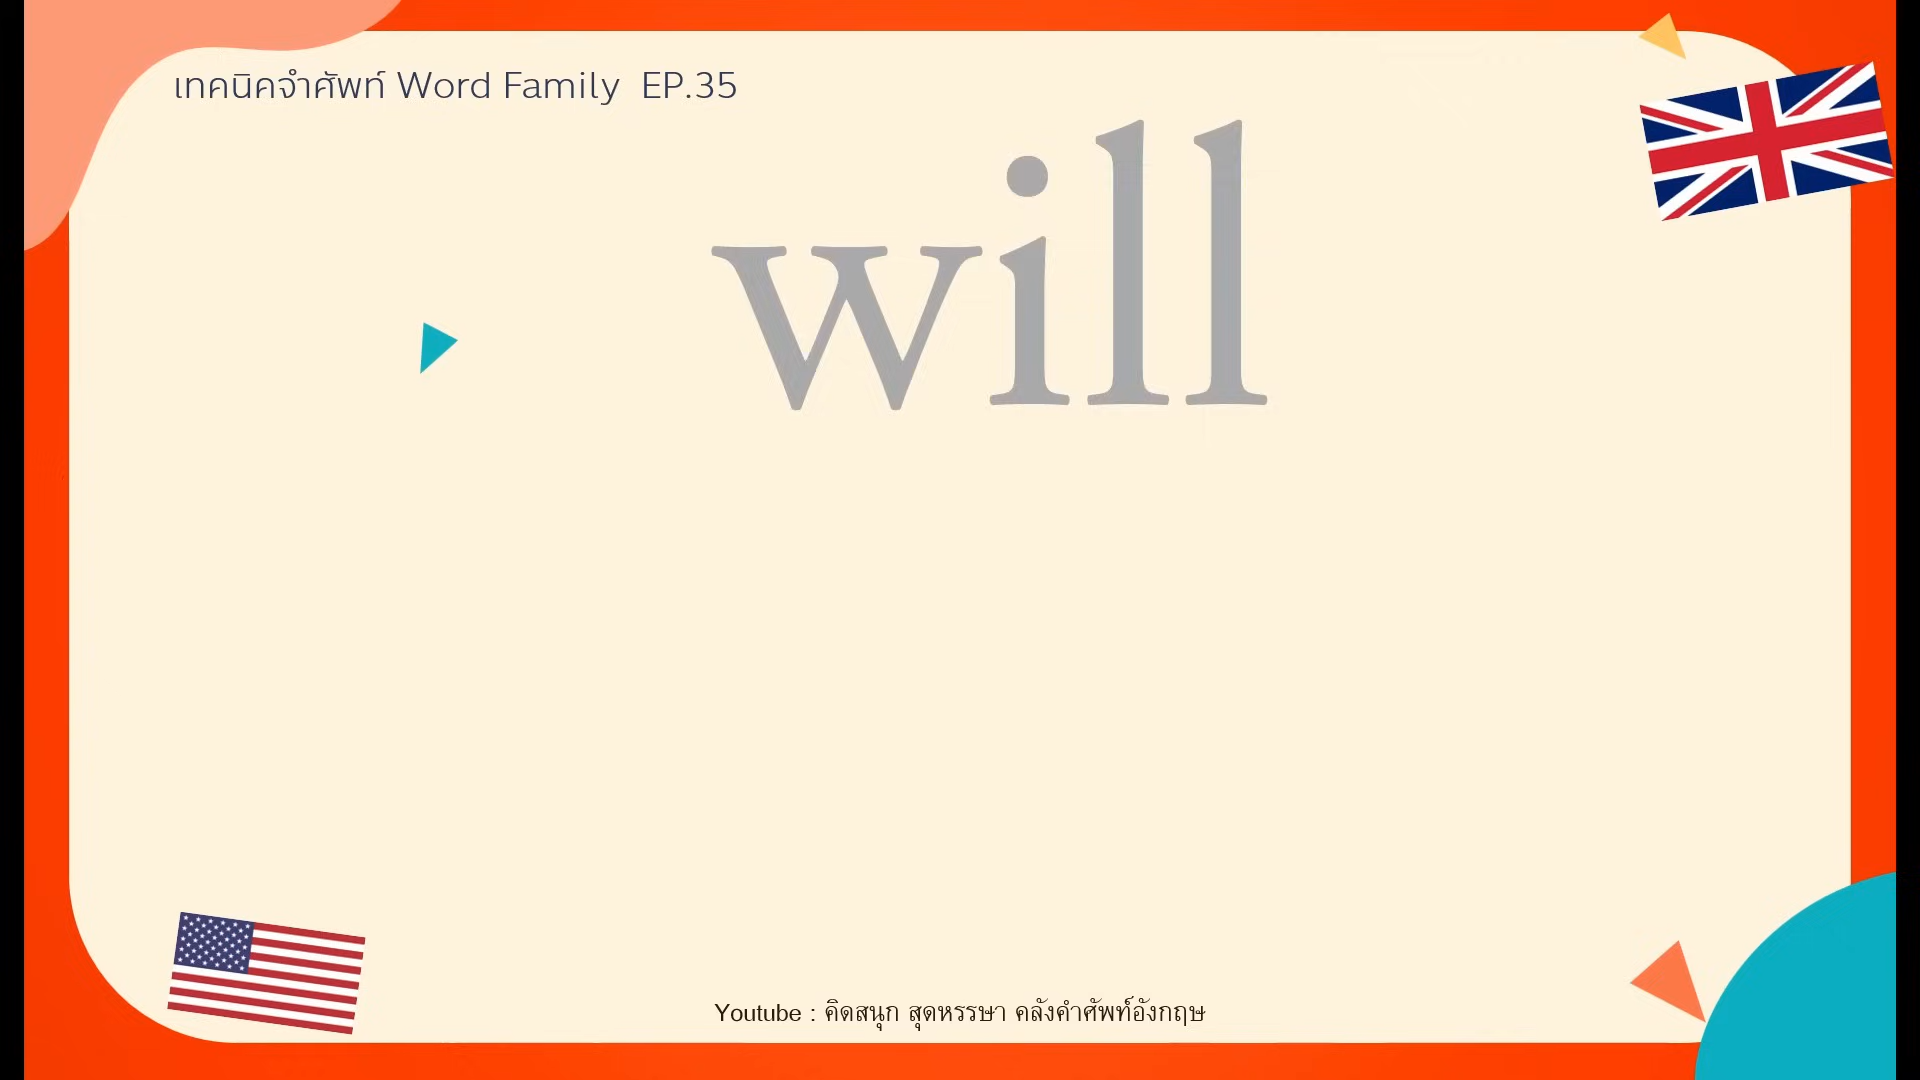 เทคนิคจำศัพท์ Word Family EP.35
will
Youtube : คิดสนุก สุดหรรษา คลังคำศัพท์อังกฤษ